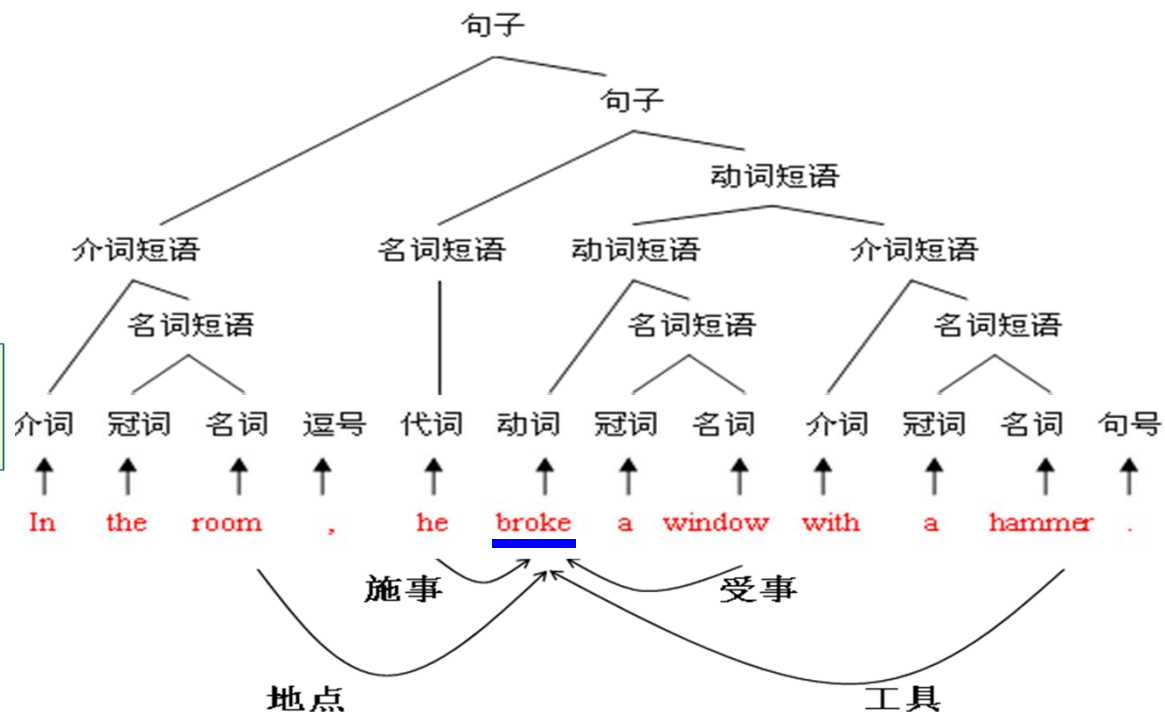 句子
句子
动词短语
介词短语 名词短语 动词短语 介词短语
名词短语 名词短语 名词短语
介词 冠词 名词 逗号 代词 动词 冠词 名词 介词 冠词 名词 句号
In the room , he broke a window with a hammer .
施事 受事
地点 工具